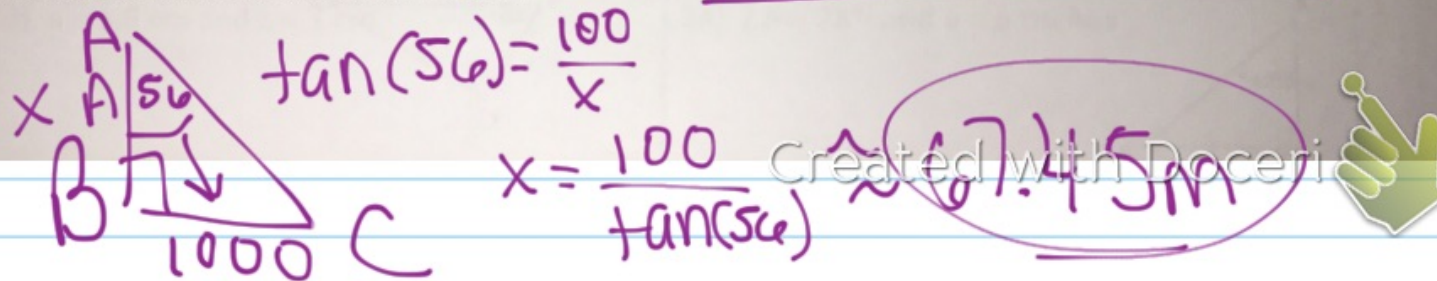 A
tan(56)= 100/x
x A 56
B
x = 100/tan(56) ≈ 67.45m
Created with Doceri
1000 C